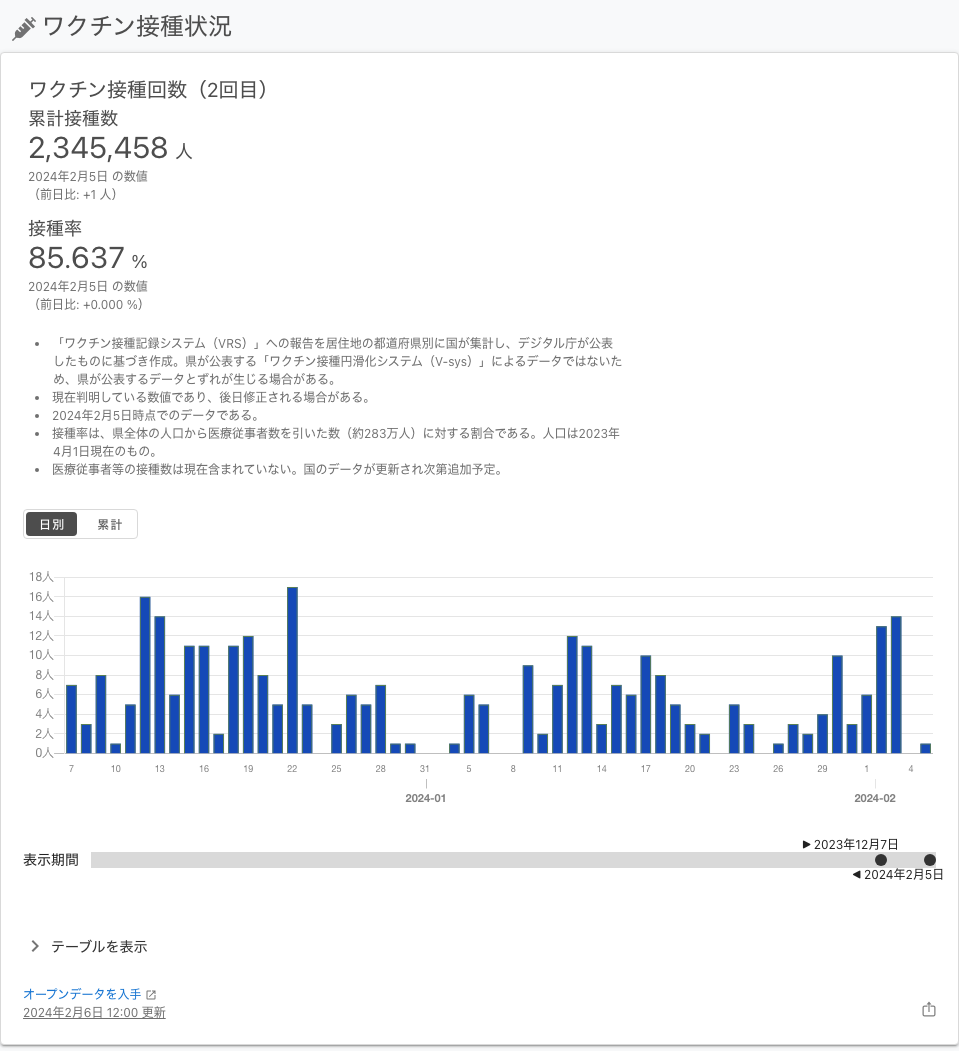 ワクチン接種状況
ワクチン接種回数（2回目）
累計接種数
2,345,458 人
2024年2月5日 の数値
（前日比: +1 人）
接種率
85.637 %
2024年2月5日 の数値
（前日比: +0.000 %）
• 「ワクチン接種記録システム（VRS）」への報告を居住地の都道府県別に国が集計し、デジタル庁が公表
したものに基づき作成。県が公表する「ワクチン接種円滑化システム（V-sys）」によるデータではないた
め、県が公表するデータとずれが生じる場合がある。
• 現在判明している数値であり、後日修正される場合がある。
• 2024年2月5日時点でのデータである。
• 接種率は、県全体の人口から医療従事者数を引いた数（約283万人）に対する割合である。人口は2023年
4月1日現在のもの。
• 医療従事者等の接種数は現在含まれていない。国のデータが更新され次第追加予定。
日別 累計
18人
16人
14人
12人
10人
8人
6人
4人
2人
0人
7 10 13 16 19 22 25 28 31 5 8 11 14 17 20 23 26 29 1 4
2024-01 2024-02
▶ 2023年12月7日
表示期間
◀ 2024年2月5日
テーブルを表示
オープンデータを入手
2024年2月6日 12:00 更新